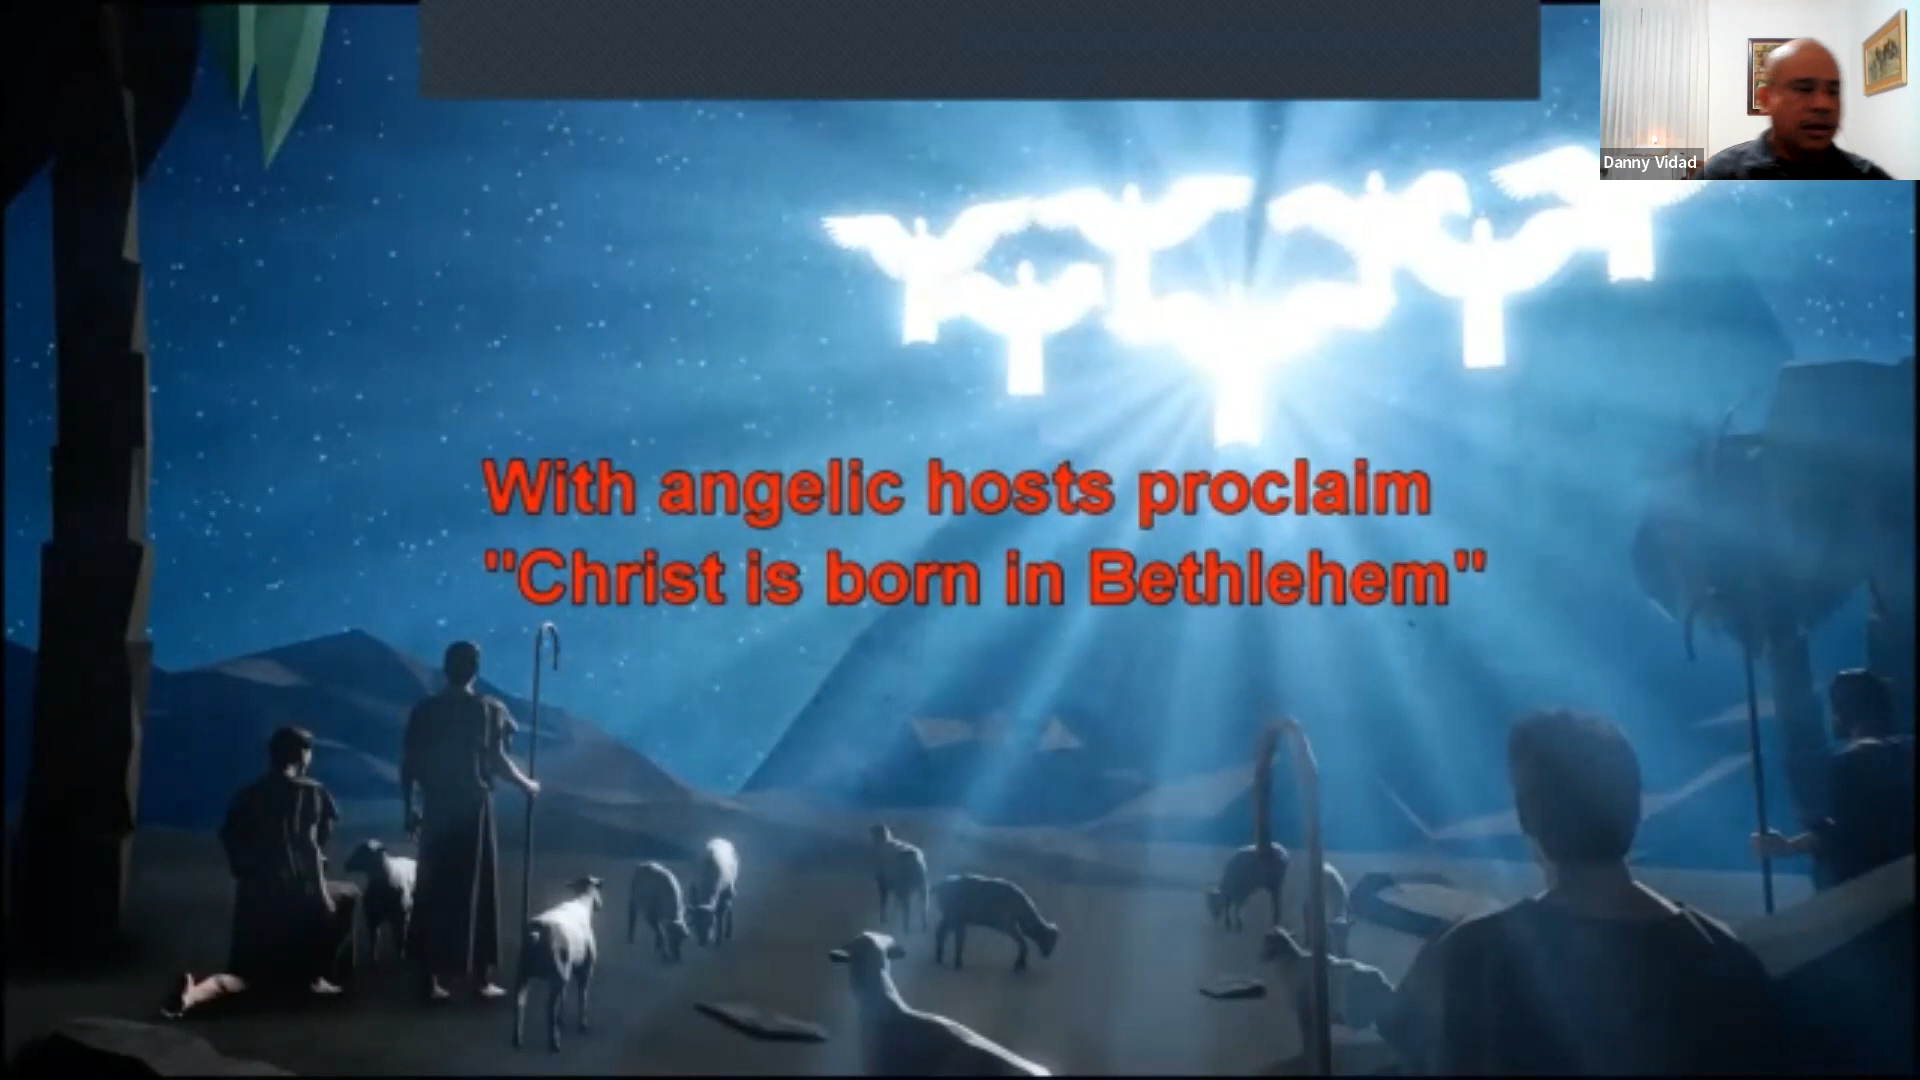 Danny Vidad
With angelic hosts proclaim
"Christ is born in Bethlehem"